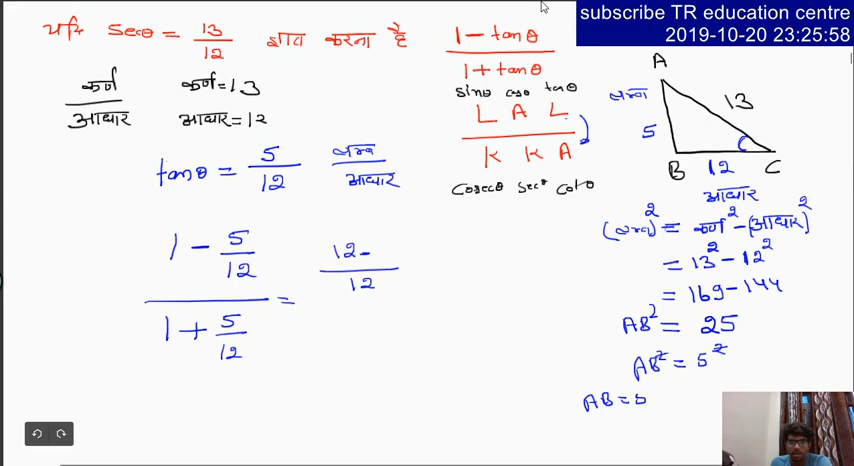 subscribe TR education centre
2019-10-20 23:25:58
यदि secθ = 13/12 ज्ञात करना है (1 - tanθ)/(1 + tanθ)
कर्ण/आधार कर्ण = 13
आधार = 12
sinθ cosθ tanθ
L A L
K K A
Cosecθ secθ cotθ
tanθ = 5/12 लम्ब/आधार
(1 - 5/12)/(1 + 5/12) = (12 -)/12
A
लम्ब 13
5
B 12 C
आधार
(लम्ब)² = कर्ण² - (आधार)²
= 13² - 12²
= 169 - 144
AB² = 25
AB² = 5²
AB = 5